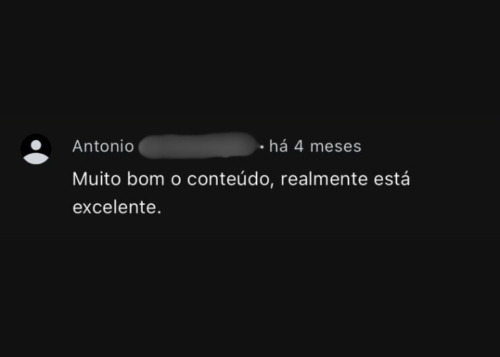 Antonio • há 4 meses
Muito bom o conteúdo, realmente está
excelente.